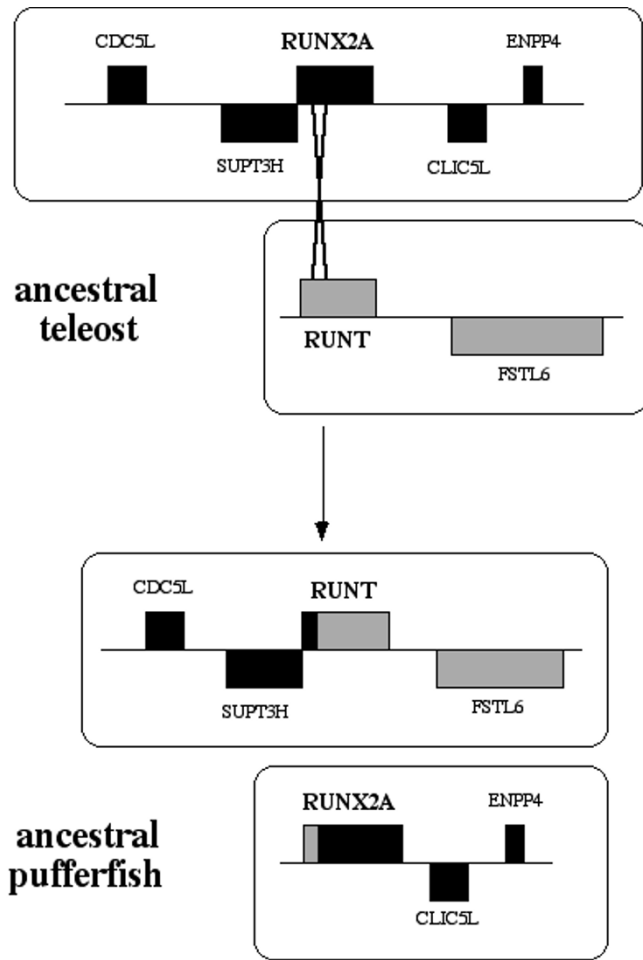 CDC5L
RUNX2A
ENPP4
SUPT3H
CLIC5L
ancestral
teleost
RUNT
FSTL6
CDC5L
RUNT
SUPT3H
FSTL6
ancestral
pufferfish
RUNX2A
ENPP4
CLIC5L